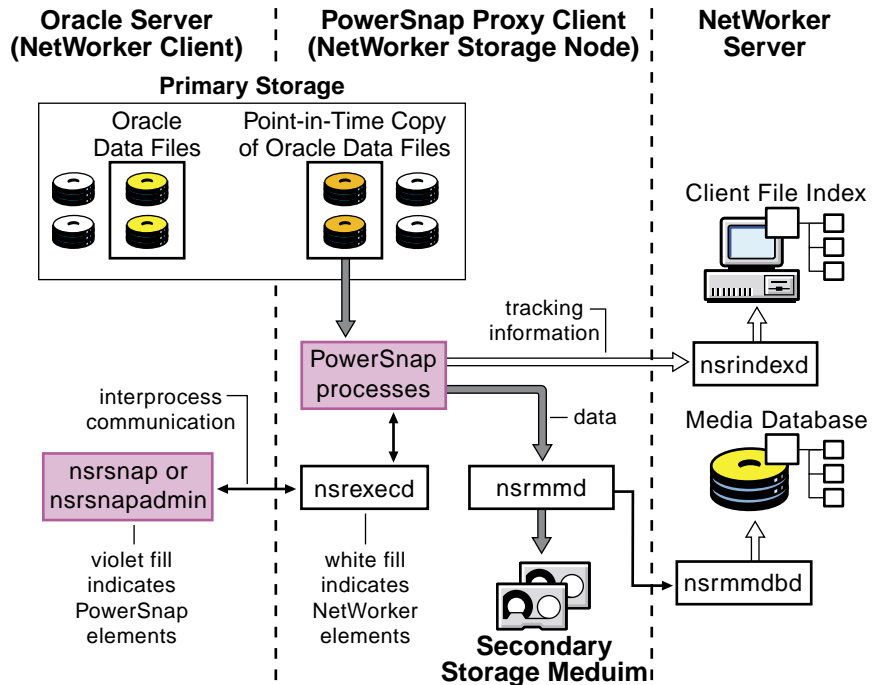 Oracle Server
(NetWorker Client)
PowerSnap Proxy Client
(NetWorker Storage Node)
NetWorker
Server
Primary Storage
Oracle
Data Files
Point-in-Time Copy
of Oracle Data Files
Client File Index
tracking
information
PowerSnap
processes
nsrindexd
interprocess
communication
data
Media Database
nsrsnap or
nsrsnapadmin
nsrexecd
nsrmmd
violet fill
indicates
PowerSnap
elements
white fill
indicates
NetWorker
elements
nsrmmdbd
Secondary
Storage Meduim